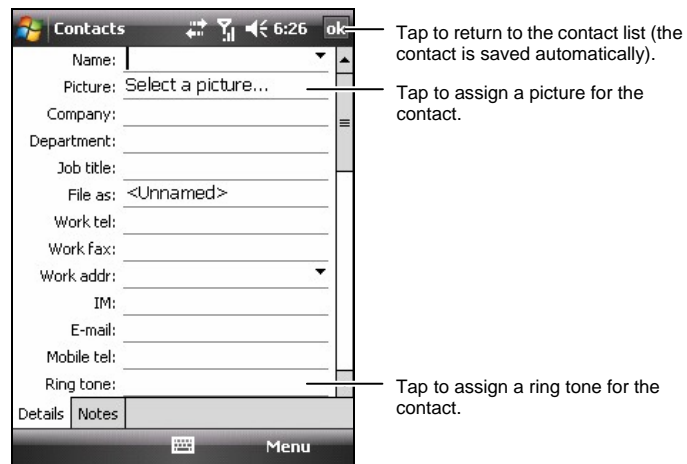 Contacts 6:26 ok
Name:
Picture: Select a picture...
Company:
Department:
Job title:
File as: <Unnamed>
Work tel:
Work fax:
Work addr:
IM:
E-mail:
Mobile tel:
Ring tone:
Details Notes
Menu
Tap to return to the contact list (the
contact is saved automatically).
Tap to assign a picture for the
contact.
Tap to assign a ring tone for the
contact.